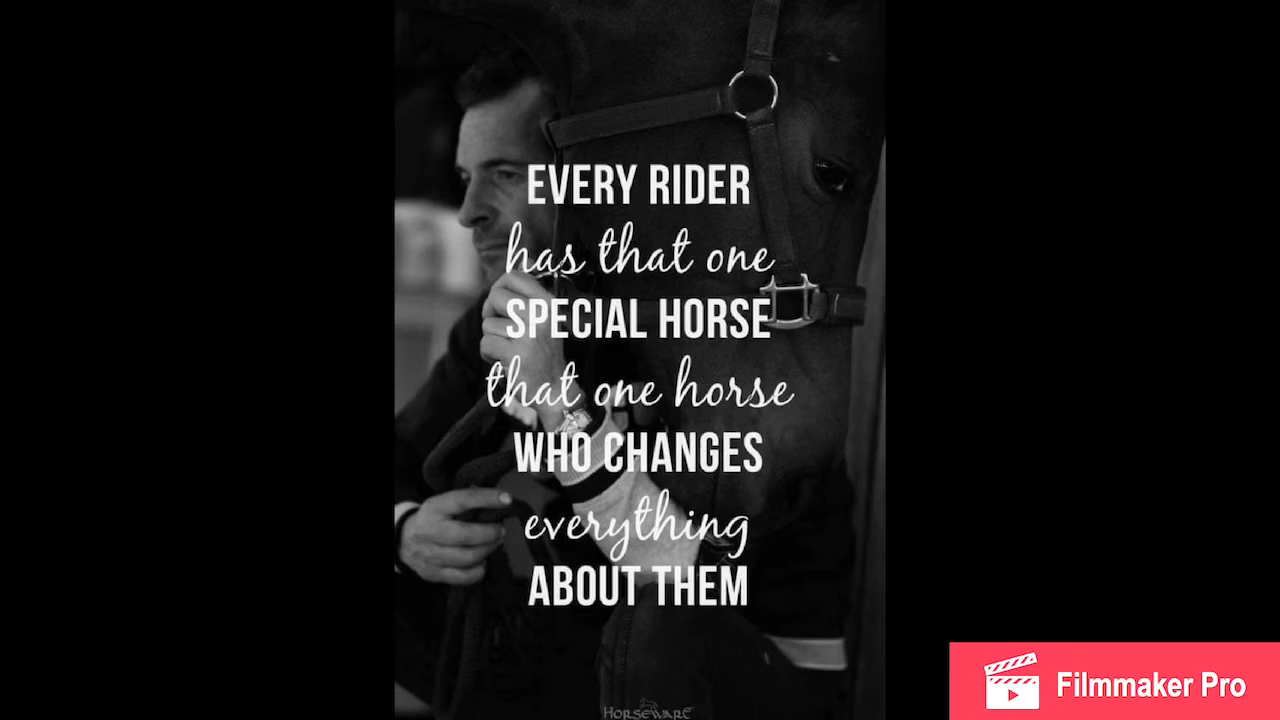 EVERY RIDER
has that one
SPECIAL HORSE
that one horse
WHO CHANGES
everything
ABOUT THEM
HORSEWARE
Filmmaker Pro